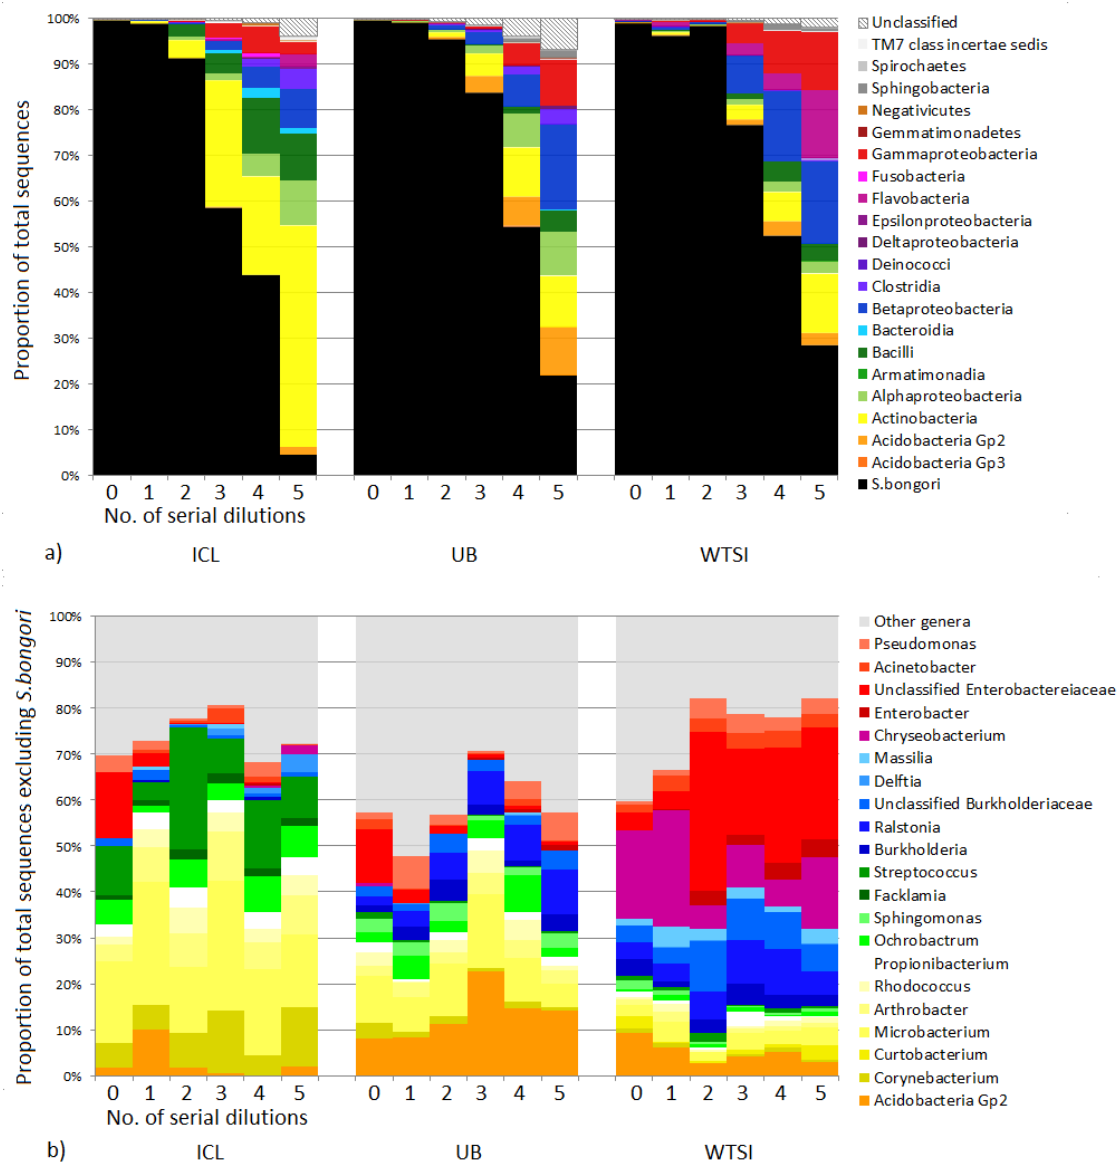 Proportion of total sequences
100%
90%
80%
70%
60%
50%
40%
30%
20%
10%
0%
0 1 2 3 4 5
0 1 2 3 4 5
0 1 2 3 4 5
No. of serial dilutions
a)
ICL
UB
WTSI
Unclassified
TM7 class incertae sedis
Spirochaetes
Sphingobacteria
Negativicutes
Gemmatimonadetes
Gammaproteobacteria
Fusobacteria
Flavobacteria
Epsilonproteobacteria
Deltaproteobacteria
Deinococci
Clostridia
Betaproteobacteria
Bacteroidia
Bacilli
Armatimonadia
Alphaproteobacteria
Actinobacteria
Acidobacteria Gp2
Acidobacteria Gp3
S.bongori
Proportion of total sequences excluding S.bongori
100%
90%
80%
70%
60%
50%
40%
30%
20%
10%
0%
0 1 2 3 4 5
0 1 2 3 4 5
0 1 2 3 4 5
No. of serial dilutions
b)
ICL
UB
WTSI
Other genera
Pseudomonas
Acinetobacter
Unclassified Enterobactereiaceae
Enterobacter
Chryseobacterium
Massilia
Delftia
Unclassified Burkholderiaceae
Ralstonia
Burkholderia
Streptococcus
Facklamia
Sphingomonas
Ochrobactrum
Propionibacterium
Rhodococcus
Arthrobacter
Microbacterium
Curtobacterium
Corynebacterium
Acidobacteria Gp2